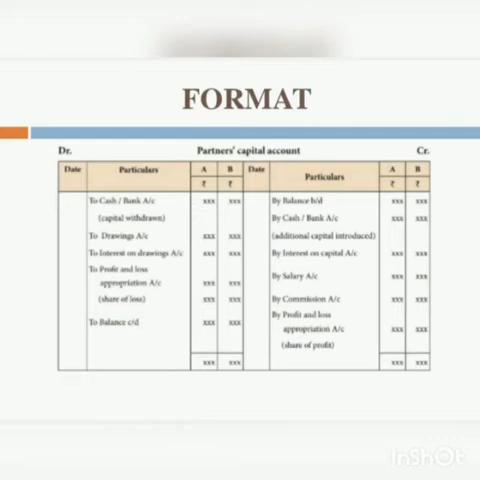 FORMAT
Dr. Partners' capital account Cr.
Date Particulars A B Date Particulars A B
₹ ₹ ₹ ₹
To Cash / Bank A/c xxx xxx By Balance b/d xxx xxx
(capital withdrawn) By Cash / Bank A/c xxx xxx
To Drawings A/c xxx xxx (additional capital introduced)
To Interest on drawings A/c xxx xxx By Interest on capital A/c xxx xxx
To Profit and loss By Salary A/c xxx xxx
appropriation A/c xxx xxx
(share of loss) xxx xxx By Commission A/c xxx xxx
To Balance c/d xxx xxx By Profit and loss
appropriation A/c xxx xxx
(share of profit)
xxx xxx xxx xxx
InShOt